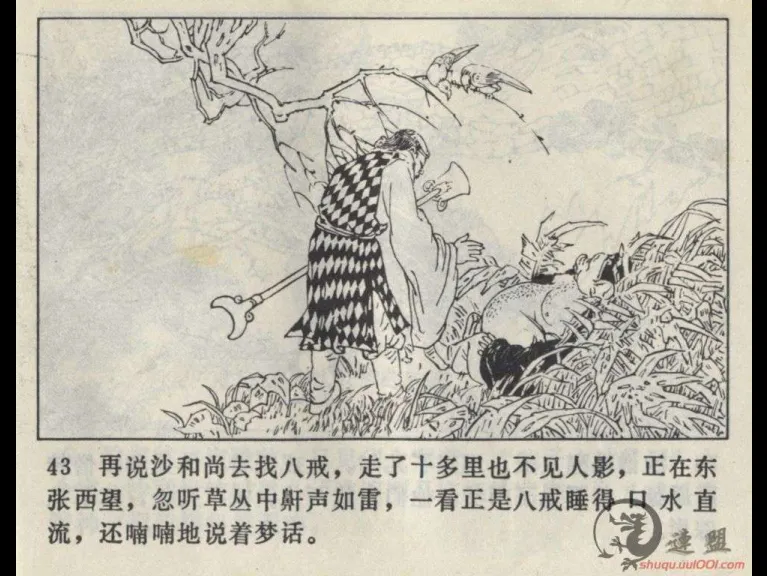 43 再说沙和尚去找八戒，走了十多里也不见人影，正在东
张西望，忽听草丛中鼾声如雷，一看正是八戒睡得口水直
流，还喃喃地说着梦话。
連盟
shuqu.uu1001.com